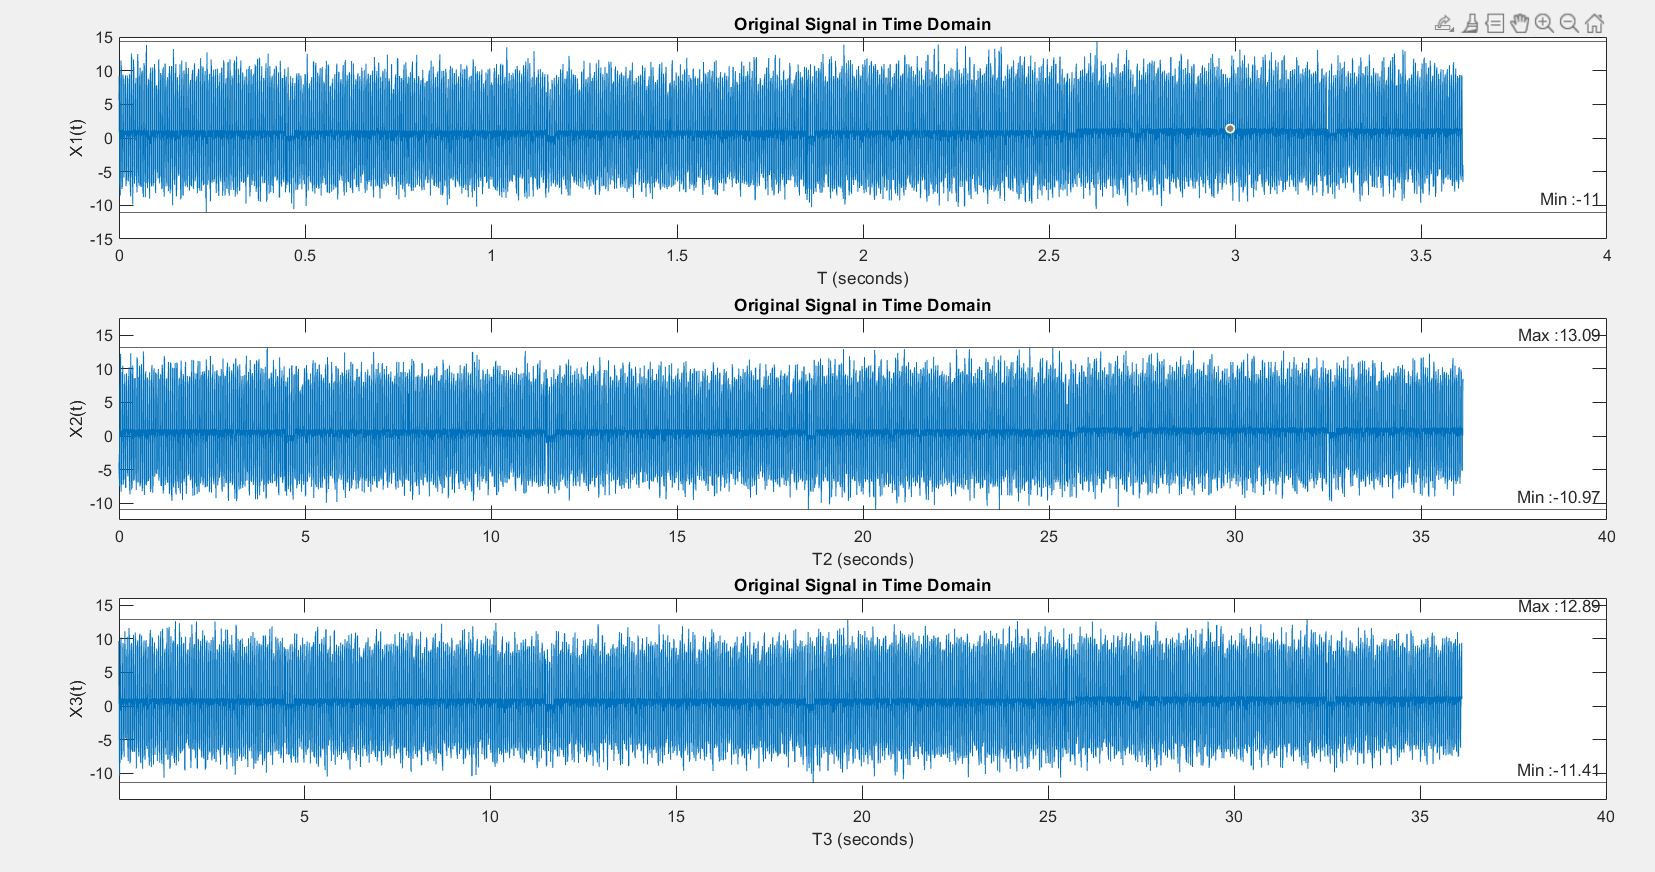 Original Signal in Time Domain
15
10
5
0
-5
-10
-15
X1(t)
Min :-11
0 0.5 1 1.5 2 2.5 3 3.5 4
T (seconds)
Original Signal in Time Domain
Max :13.09
15
10
5
0
-5
-10
X2(t)
Min :-10.97
0 5 10 15 20 25 30 35 40
T2 (seconds)
Original Signal in Time Domain
Max :12.89
15
10
5
0
-5
-10
X3(t)
Min :-11.41
5 10 15 20 25 30 35 40
T3 (seconds)